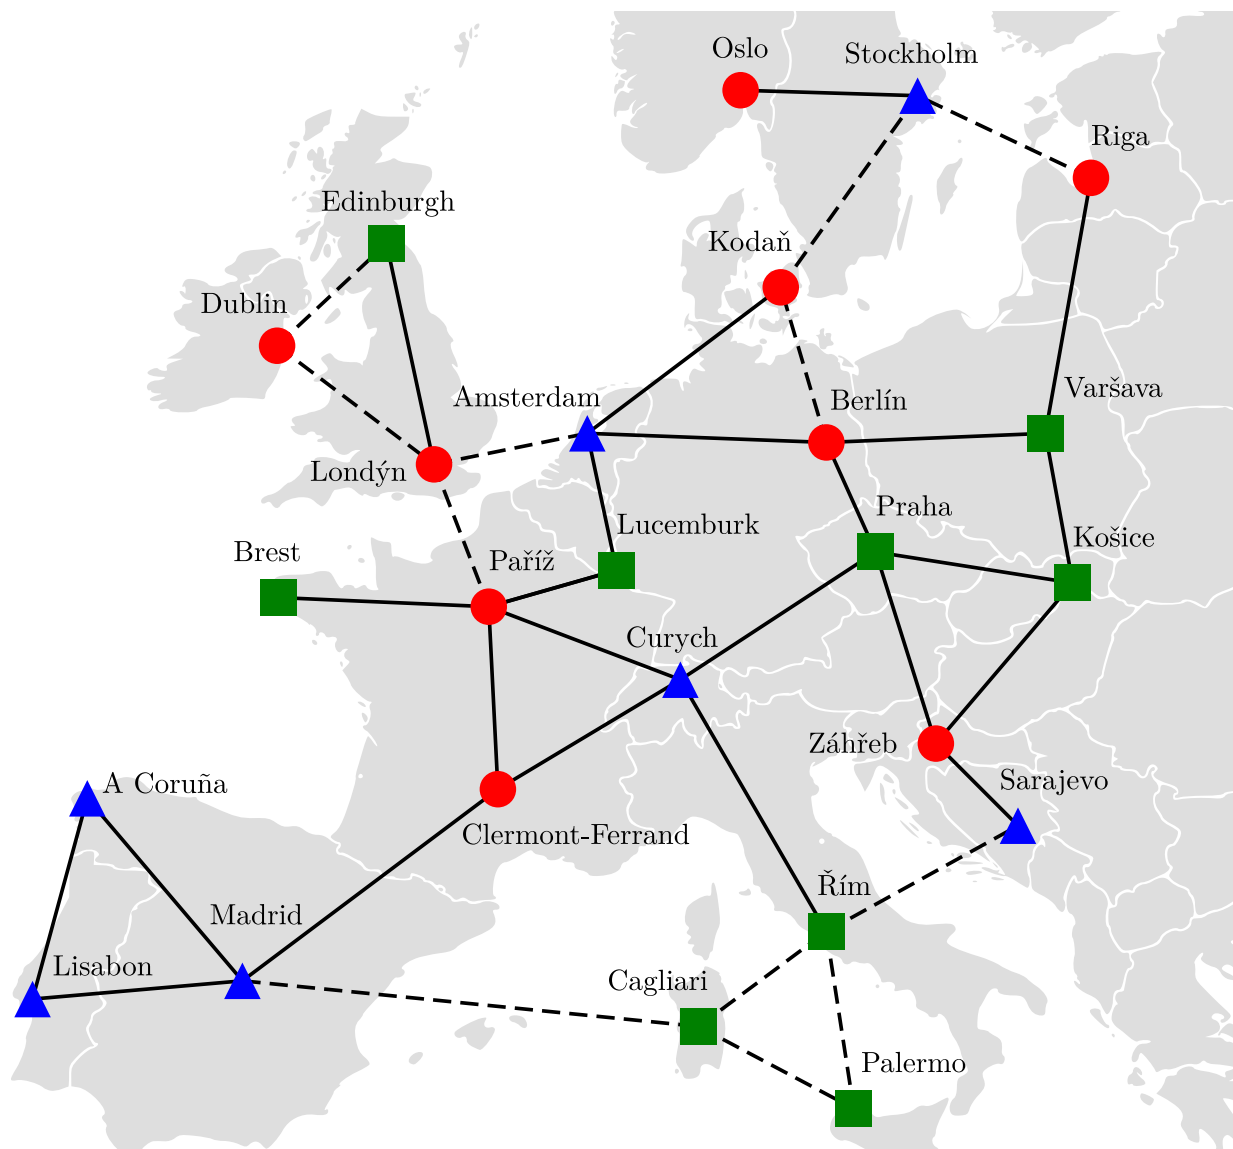 Oslo
Stockholm
Riga
Edinburgh
Kodaň
Dublin
Varšava
Amsterdam
Berlín
Londýn
Praha
Lucemburk
Košice
Brest
Paříž
Curych
Záhřeb
Sarajevo
A Coruña
Clermont-Ferrand
Řím
Madrid
Lisabon
Cagliari
Palermo